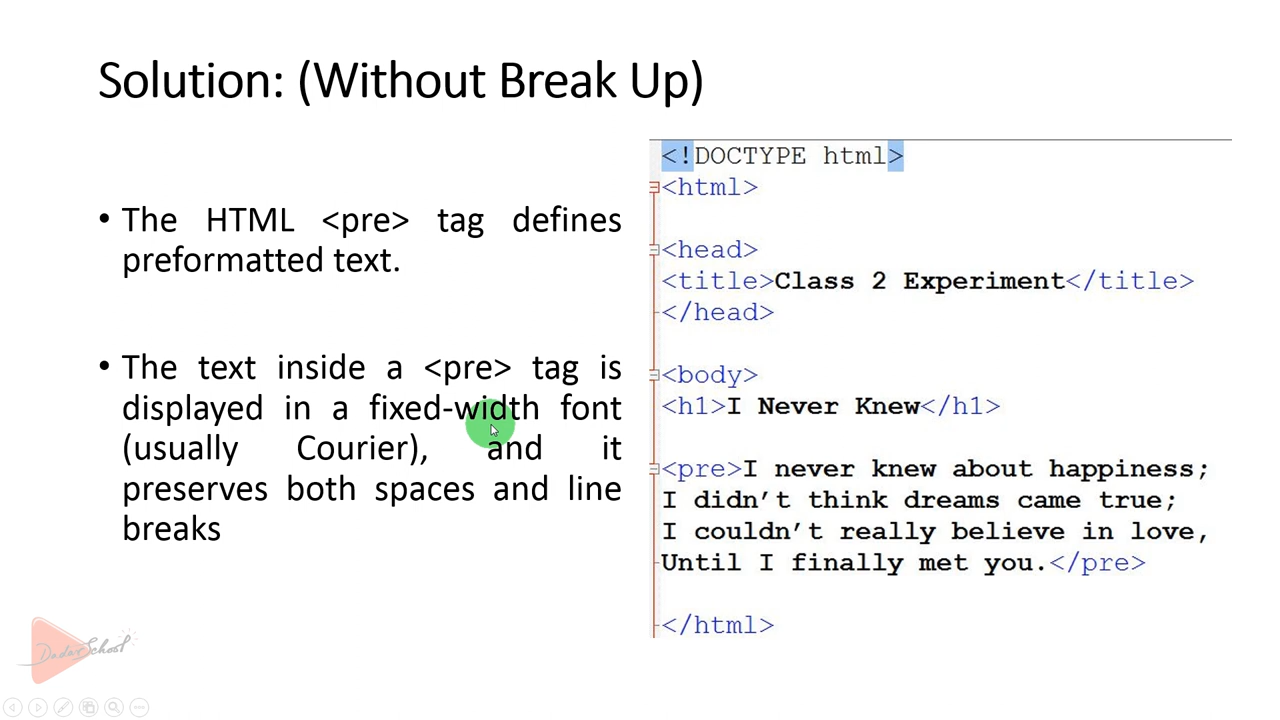 Solution: (Without Break Up)
• The HTML <pre> tag defines
preformatted text.
• The text inside a <pre> tag is
displayed in a fixed-width font
(usually Courier), and it
preserves both spaces and line
breaks
<!DOCTYPE html>
<html>
<head>
<title>Class 2 Experiment</title>
</head>
<body>
<h1>I Never Knew</h1>
<pre>I never knew about happiness;
I didn’t think dreams came true;
I couldn’t really believe in love,
Until I finally met you.</pre>
</html>
Dadar School